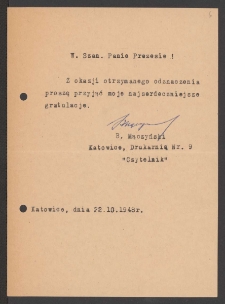 W. Szan. Panie Prezesie !
Z okazji otrzymanego odznaczenia
proszę przyjąć moje najserdeczniejsze
gratulacje.
R. Maczyński
Katowice, Drukarnia Nr. 9
"Czytelnik"
Katowice, dnia 22.10.1948r.